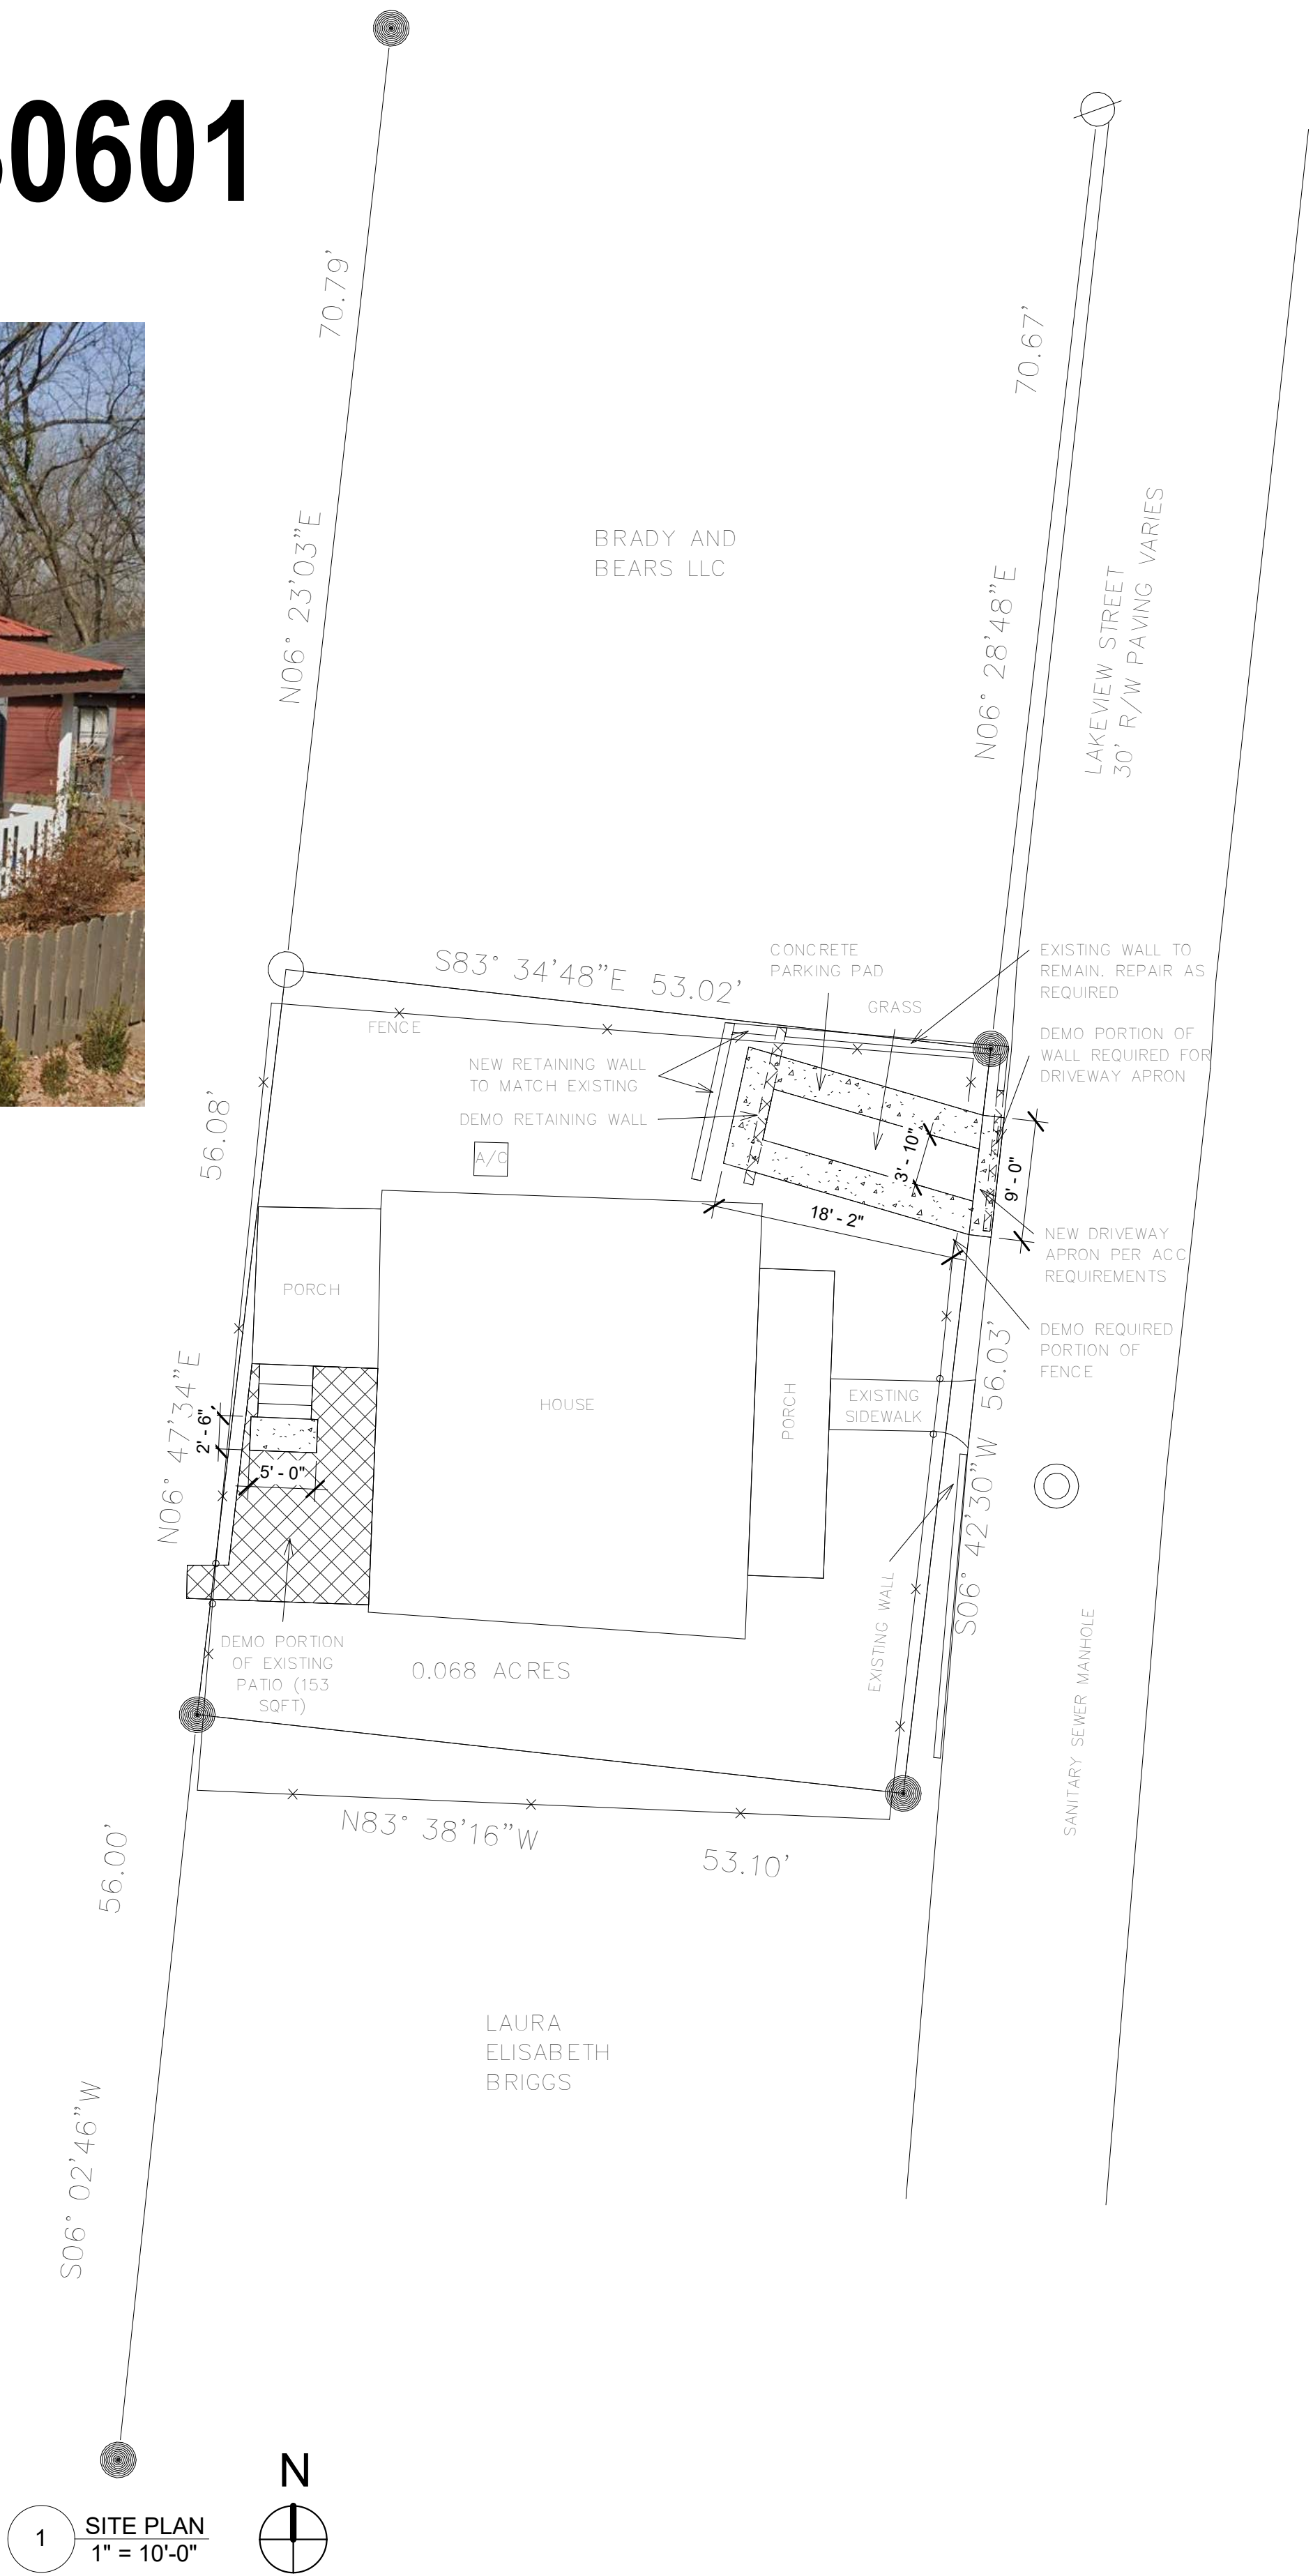 0601
70.79'
70.67'
N06° 23'03"E
N06° 28'48"E
BRADY AND
BEARS LLC
LAKEVIEW STREET
30' R/W PAVING VARIES
S83° 34'48"E 53.02'
CONCRETE
PARKING PAD
GRASS
EXISTING WALL TO
REMAIN. REPAIR AS
REQUIRED
FENCE
DEMO PORTION OF
WALL REQUIRED FOR
DRIVEWAY APRON
NEW RETAINING WALL
TO MATCH EXISTING
DEMO RETAINING WALL
56.08'
A/C
3' - 10"
9' - 0"
18' - 2"
NEW DRIVEWAY
APRON PER ACC
REQUIREMENTS
PORCH
DEMO REQUIRED
PORTION OF
FENCE
HOUSE
PORCH
EXISTING
SIDEWALK
N06° 47'34"E
2' - 6"
5' - 0"
S06° 42'30"W 56.03'
EXISTING WALL
DEMO PORTION
OF EXISTING
PATIO (153
SQFT)
0.068 ACRES
SANITARY SEWER MANHOLE
N83° 38'16"W
53.10'
56.00'
LAURA
ELISABETH
BRIGGS
S06° 02'46"W
N
1
SITE PLAN
1" = 10'-0"